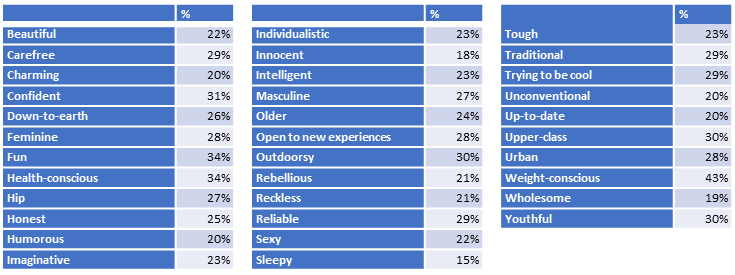 %
Beautiful 22%
Carefree 29%
Charming 20%
Confident 31%
Down-to-earth 26%
Feminine 28%
Fun 34%
Health-conscious 34%
Hip 27%
Honest 25%
Humorous 20%
Imaginative 23%
%
Individualistic 23%
Innocent 18%
Intelligent 23%
Masculine 27%
Older 24%
Open to new experiences 28%
Outdoorsy 30%
Rebellious 21%
Reckless 21%
Reliable 29%
Sexy 22%
Sleepy 15%
%
Tough 23%
Traditional 29%
Trying to be cool 29%
Unconventional 20%
Up-to-date 20%
Upper-class 30%
Urban 28%
Weight-conscious 43%
Wholesome 19%
Youthful 30%